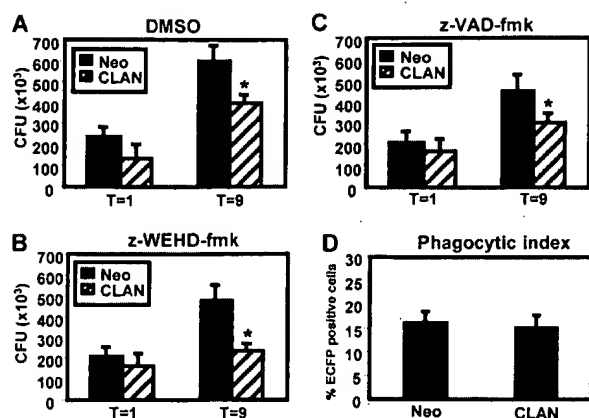 A
DMSO
CFU (x10³)
700
600
500
400
300
200
100
0
Neo
CLAN
*
T=1
T=9
C
z-VAD-fmk
CFU (x10³)
700
600
500
400
300
200
100
0
Neo
CLAN
*
T=1
T=9
B
z-WEHD-fmk
CFU (x10³)
700
600
500
400
300
200
100
0
Neo
CLAN
*
T=1
T=9
D
Phagocytic index
% ECFP positive cells
30
25
20
15
10
5
0
Neo
CLAN